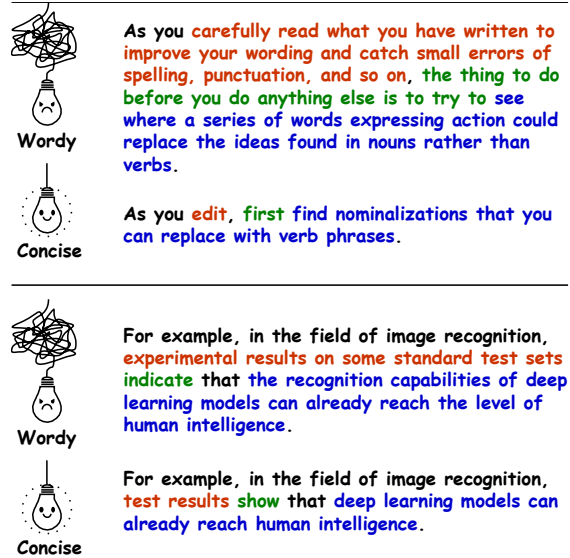 As you carefully read what you have written to
improve your wording and catch small errors of
spelling, punctuation, and so on, the thing to do
before you do anything else is to try to see
where a series of words expressing action could
replace the ideas found in nouns rather than
verbs.
Wordy
As you edit, first find nominalizations that you
can replace with verb phrases.
Concise
For example, in the field of image recognition,
experimental results on some standard test sets
indicate that the recognition capabilities of deep
learning models can already reach the level of
human intelligence.
Wordy
For example, in the field of image recognition,
test results show that deep learning models can
already reach human intelligence.
Concise